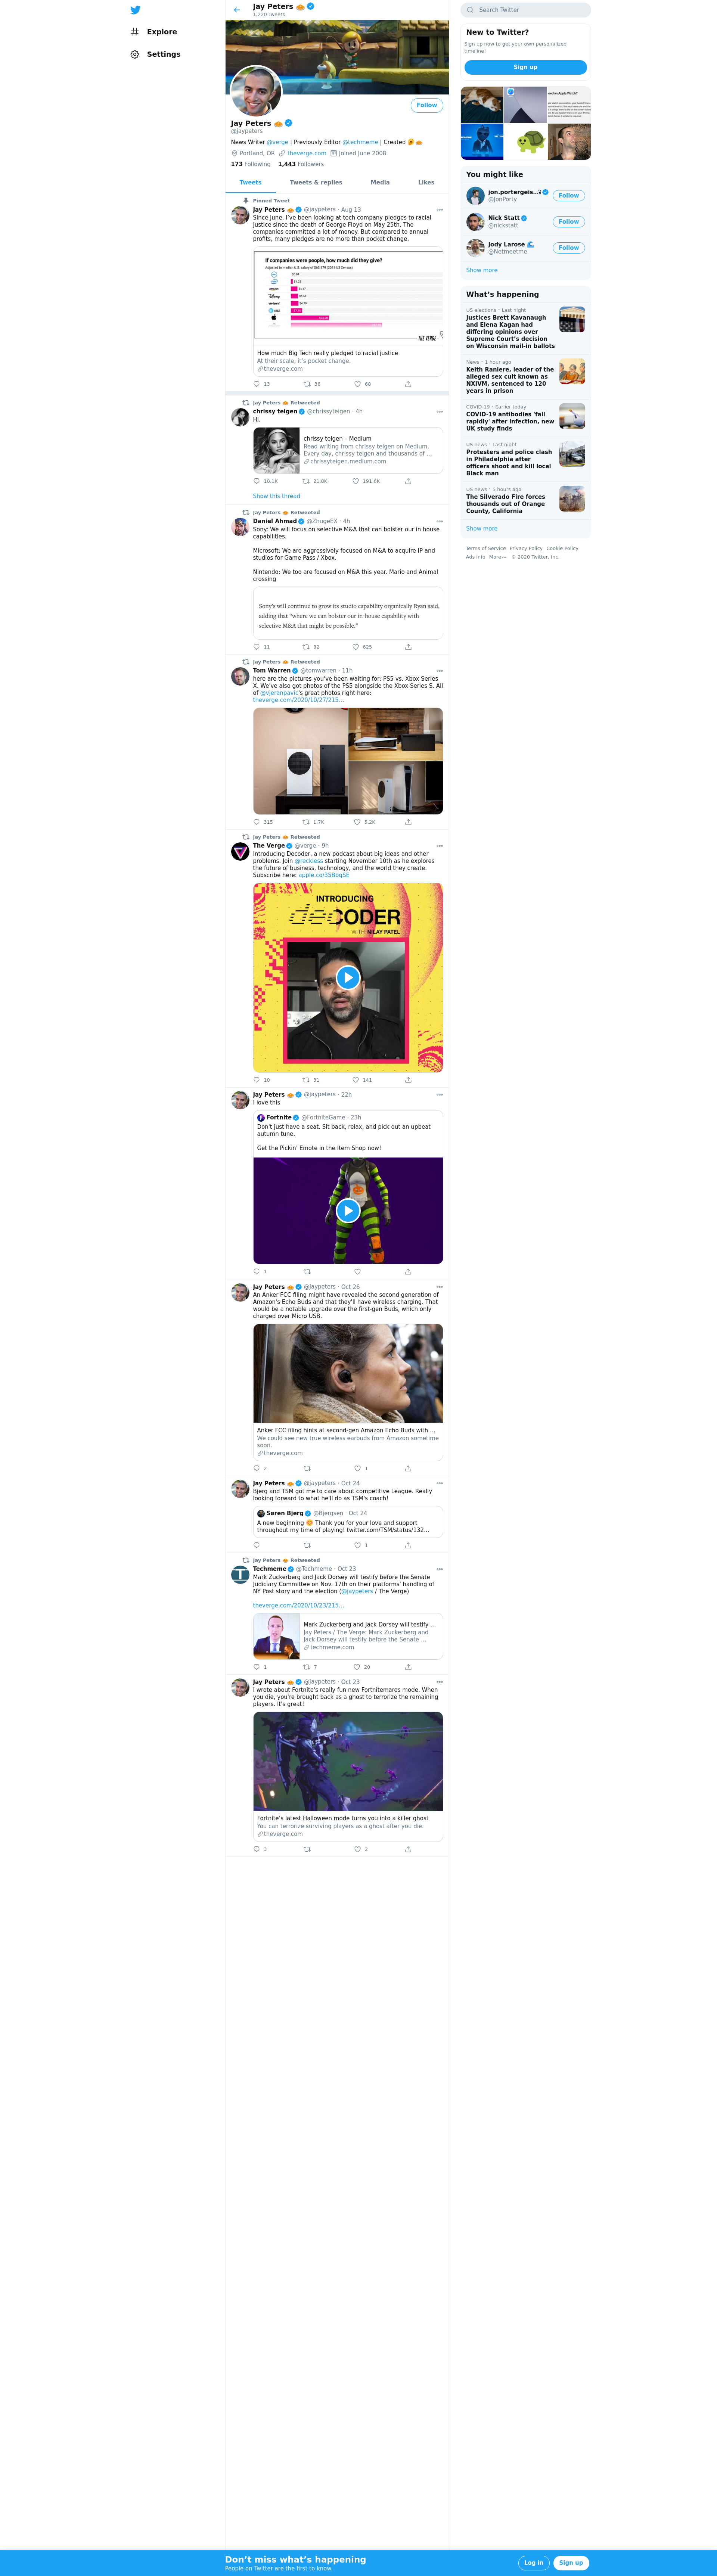 Explore
Settings
Jay Peters
1,220 Tweets
Follow
Jay Peters
@jaypeters
News Writer @verge | Previously Editor @techmeme | Created
Portland, OR theverge.com Joined June 2008
173 Following 1,443 Followers
Tweets Tweets & replies Media Likes
Pinned Tweet
Jay Peters @jaypeters · Aug 13
Since June, I've been looking at tech company pledges to racial
justice since the death of George Floyd on May 25th. The
companies committed a lot of money. But compared to annual
profits, many pledges are no more than pocket change.
If companies were people, how much did they give?
THE VERGE
How much Big Tech really pledged to racial justice
At their scale, it's pocket change.
theverge.com
13 36 66
Jay Peters Retweeted
chrissy teigen @chrissyteigen · 4h
Hi.
chrissy teigen – Medium
Read writing from chrissy teigen on Medium.
Every day, chrissy teigen and thousands of ...
chrissyteigen.medium.com
10.1K 21.8K 191.6K
Show this thread
Jay Peters Retweeted
Daniel Ahmad @ZhugeEX · 4h
Sony: We will focus on selective M&A that can bolster our in house
capabilities.
Microsoft: We are aggressively focused on M&A to acquire IP and
studios for Game Pass / Xbox.
Nintendo: We too are focused on M&A this year. Mario and Animal
crossing
Sony's will continue to grow its studio capability organically Ryan said,
adding that "where we can bolster our in-house capability with
selective M&A that might be possible."
11 82 625
Jay Peters Retweeted
Tom Warren @tomwarren · 11h
here are the pictures you've been waiting for: PS5 vs. Xbox Series
X. We've also got photos of the PS5 alongside the Xbox Series S. All
of @vjeranpavic's great photos right here:
theverge.com/2020/10/27/215...
315 1.7K 5.2K
Jay Peters Retweeted
The Verge @verge · 9h
Introducing Decoder, a new podcast about big ideas and other
problems. Join @reckless starting November 10th as he explores
the future of business, technology, and the world they create.
Subscribe here: apple.co/35BbqSE
INTRODUCING
deCODER
WITH NILAY PATEL
10 31 141
Jay Peters @jaypeters · 22h
I love this
Fortnite @FortniteGame · 23h
Don't just have a seat. Sit back, relax, and pick out an upbeat
autumn tune.
Get the Pickin' Emote in the Item Shop now!
1
Jay Peters @jaypeters · Oct 26
An Anker FCC filing might have revealed the second generation of
Amazon's Echo Buds and that they'll have wireless charging. That
would be a notable upgrade over the first-gen Buds, which only
charged over Micro USB.
Anker FCC filing hints at second-gen Amazon Echo Buds with ...
We could see new true wireless earbuds from Amazon sometime
soon.
theverge.com
2 1
Jay Peters @jaypeters · Oct 24
Bjerg and TSM got me to care about competitive League. Really
looking forward to what he'll do as TSM's coach!
Søren Bjerg @Bjergsen · Oct 24
A new beginning 😊 Thank you for your love and support
throughout my time of playing! twitter.com/TSM/status/132...
1
Jay Peters Retweeted
Techmeme @Techmeme · Oct 23
Mark Zuckerberg and Jack Dorsey will testify before the Senate
Judiciary Committee on Nov. 17th on their platforms' handling of
NY Post story and the election (@jaypeters / The Verge)
theverge.com/2020/10/23/215...
Mark Zuckerberg and Jack Dorsey will testify ...
Jay Peters / The Verge: Mark Zuckerberg and
Jack Dorsey will testify before the Senate ...
techmeme.com
1 7 20
Jay Peters @jaypeters · Oct 23
I wrote about Fortnite's really fun new Fortnitemares mode. When
you die, you're brought back as a ghost to terrorize the remaining
players. It's great!
Fortnite's latest Halloween mode turns you into a killer ghost
You can terrorize surviving players as a ghost after you die.
theverge.com
3 2
Search Twitter
New to Twitter?
Sign up now to get your own personalized
timeline!
Sign up
You might like
jon.portergeis...
@JonPorty
Follow
Nick Statt
@nickstatt
Follow
Jody Larose 🌊
@Netmeetme
Follow
Show more
What's happening
US elections · Last night
Justices Brett Kavanaugh
and Elena Kagan had
differing opinions over
Supreme Court's decision
on Wisconsin mail-in ballots
News · 1 hour ago
Keith Raniere, leader of the
alleged sex cult known as
NXIVM, sentenced to 120
years in prison
COVID-19 · Earlier today
COVID-19 antibodies 'fall
rapidly' after infection, new
UK study finds
US news · Last night
Protesters and police clash
in Philadelphia after
officers shoot and kill local
Black man
US news · 5 hours ago
The Silverado Fire forces
thousands out of Orange
County, California
Show more
Terms of Service Privacy Policy Cookie Policy
Ads info More © 2020 Twitter, Inc.
Don't miss what's happening
People on Twitter are the first to know.
Log in Sign up